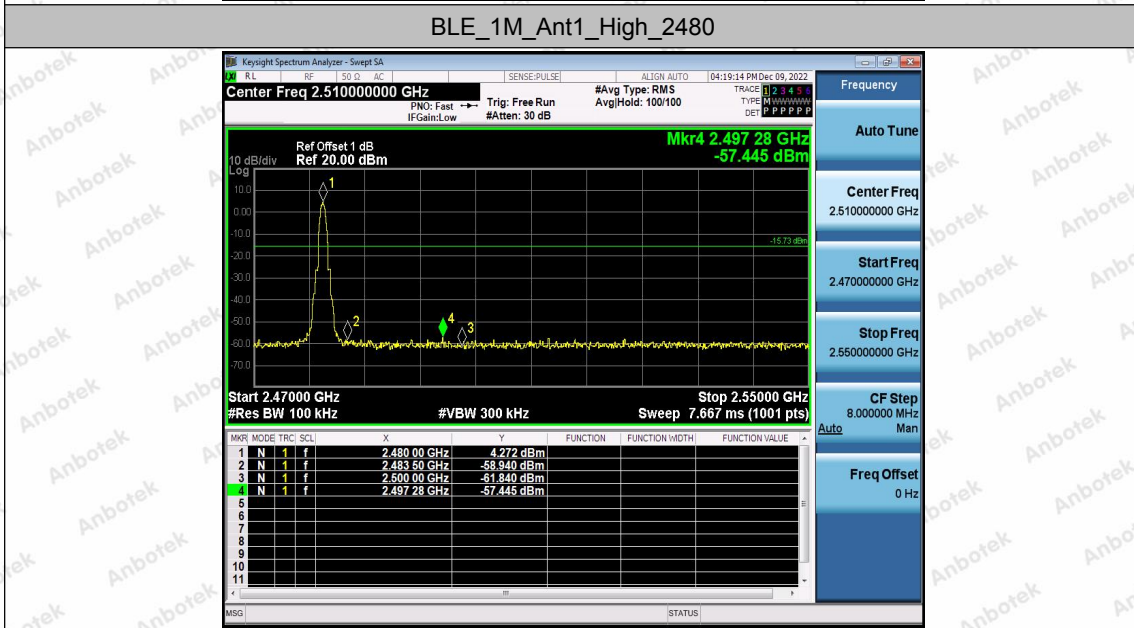 BLE_1M_Ant1_High_2480
Keysight Spectrum Analyzer - Swept SA
LXI RL RF 50 Ω AC SENSE:PULSE ALIGN AUTO 04:19:14 PM Dec 09, 2022
Center Freq 2.510000000 GHz
PNO: Fast
IFGain:Low
Trig: Free Run
#Atten: 30 dB
#Avg Type: RMS
Avg|Hold: 100/100
TRACE 1 2 3 4 5 6
TYPE M WWWWW
DET P P P P P P
Ref Offset 1 dB
Ref 20.00 dBm
10 dB/div
Log
Mkr4 2.497 28 GHz
-57.445 dBm
10.0
0.00
-10.0
-20.0
-30.0
-40.0
-50.0
-60.0
-70.0
1
2
3
4
-15.73 dBm
Start 2.47000 GHz Stop 2.55000 GHz
#Res BW 100 kHz #VBW 300 kHz Sweep 7.667 ms (1001 pts)
MKR MODE TRC SCL X Y FUNCTION FUNCTION WIDTH FUNCTION VALUE
1 N 1 f 2.480 00 GHz 4.272 dBm
2 N 1 f 2.483 50 GHz -58.940 dBm
3 N 1 f 2.500 00 GHz -61.840 dBm
4 N 1 f 2.497 28 GHz -57.445 dBm
5
6
7
8
9
10
11
MSG STATUS
Frequency
Auto Tune
Center Freq
2.510000000 GHz
Start Freq
2.470000000 GHz
Stop Freq
2.550000000 GHz
CF Step
8.000000 MHz
Auto Man
Freq Offset
0 Hz
Anbotek